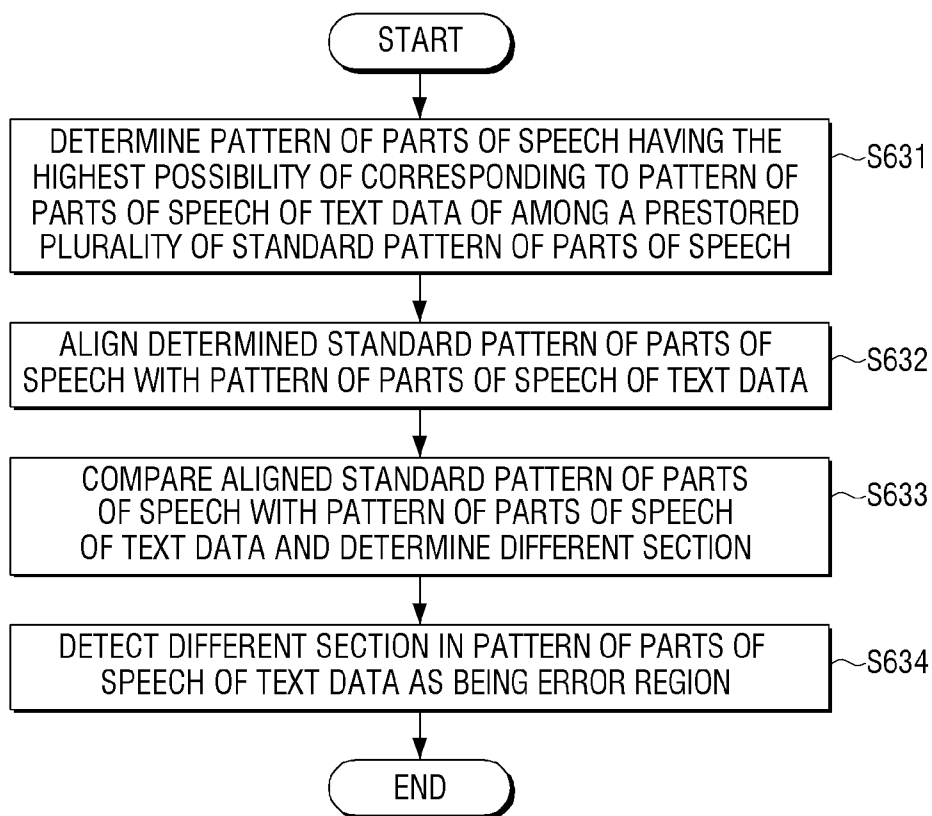 START
DETERMINE PATTERN OF PARTS OF SPEECH HAVING THE
HIGHEST POSSIBILITY OF CORRESPONDING TO PATTERN OF
PARTS OF SPEECH OF TEXT DATA OF AMONG A PRESTORED
PLURALITY OF STANDARD PATTERN OF PARTS OF SPEECH
S631
ALIGN DETERMINED STANDARD PATTERN OF PARTS OF
SPEECH WITH PATTERN OF PARTS OF SPEECH OF TEXT DATA
S632
COMPARE ALIGNED STANDARD PATTERN OF PARTS
OF SPEECH WITH PATTERN OF PARTS OF SPEECH
OF TEXT DATA AND DETERMINE DIFFERENT SECTION
S633
DETECT DIFFERENT SECTION IN PATTERN OF PARTS OF
SPEECH OF TEXT DATA AS BEING ERROR REGION
S634
END